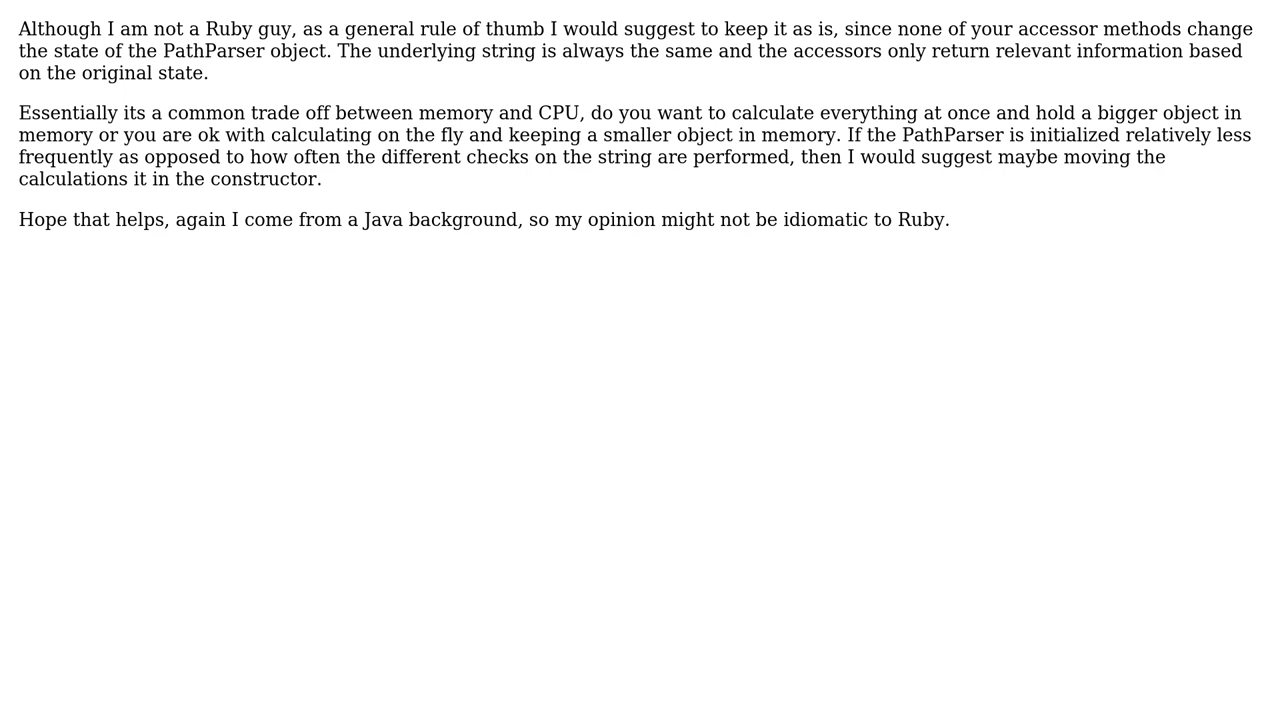 Although I am not a Ruby guy, as a general rule of thumb I would suggest to keep it as is, since none of your accessor methods change
the state of the PathParser object. The underlying string is always the same and the accessors only return relevant information based
on the original state.
Essentially its a common trade off between memory and CPU, do you want to calculate everything at once and hold a bigger object in
memory or you are ok with calculating on the fly and keeping a smaller object in memory. If the PathParser is initialized relatively less
frequently as opposed to how often the different checks on the string are performed, then I would suggest maybe moving the
calculations it in the constructor.
Hope that helps, again I come from a Java background, so my opinion might not be idiomatic to Ruby.